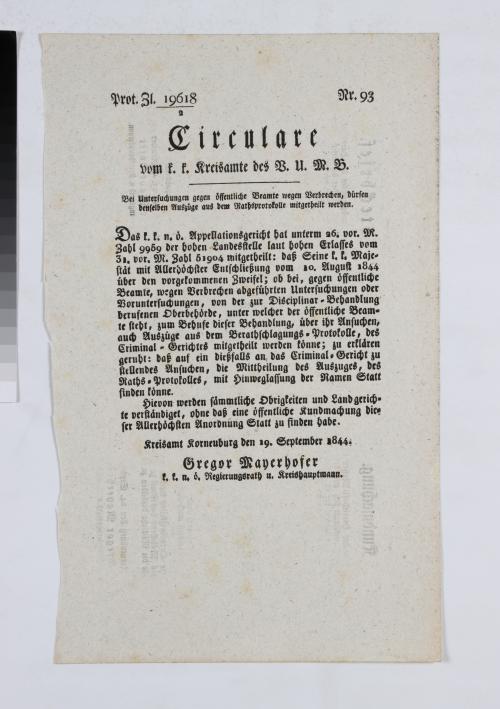 Prot. Zl. 19618
2
Nr. 93
Circulare
vom k. k. Kreisamte des V. U. M. B.
Bei Untersuchungen gegen öffentliche Beamte wegen Verbrechen, dürfen
denselben Auszüge aus dem Rathsprotokolle mitgetheilt werden.
Das k. k. n. ö. Appellationsgericht hat unterm 26. vor. M.
Zahl 9959 der hohen Landesstelle laut hohen Erlasses vom
31. vor. M. Zahl 51904 mitgetheilt: daß Seine k. k. Maje-
stät mit Allerhöchster Entschließung vom 10. August 1844
über den vorgekommenen Zweifel; ob bei, gegen öffentliche
Beamte, wegen Verbrechen abgeführten Untersuchungen oder
Voruntersuchungen, von der zur Disciplinar-Behandlung
berufenen Oberbehörde, unter welcher der öffentliche Beam-
te steht, zum Behufe dieser Behandlung, über ihr Ansuchen,
auch Auszüge aus dem Berathschlagungs-Protokolle, des
Criminal-Gerichtes mitgetheilt werden könne; zu erklären
geruht: daß auf ein dießfalls an das Criminal-Gericht zu
stellendes Ansuchen, die Mittheilung des Auszuges, des
Raths-Protokolles, mit Hinweglassung der Namen Statt
finden könne.
Hievon werden sämmtliche Obrigkeiten und Landgerich-
te verständiget, ohne daß eine öffentliche Kundmachung die-
ser Allerhöchsten Anordnung Statt zu finden habe.
Kreisamt Korneuburg den 19. September 1844.
Gregor Mayerhofer
k. k. n. ö. Regierungsrath u. Kreishauptmann.